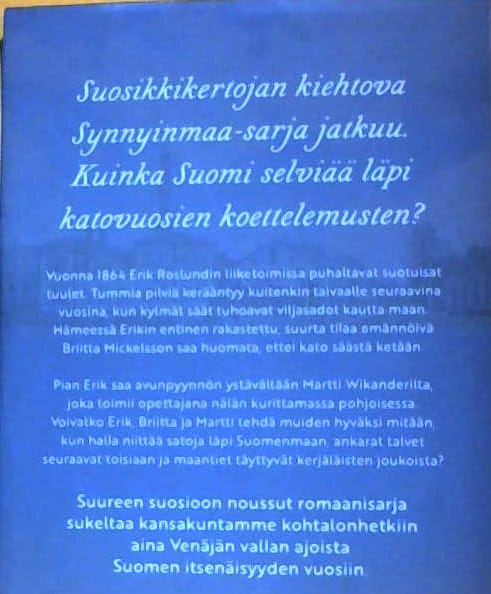 Suosikkikertojan kiehtova
Synnyinmaa-sarja jatkuu.
Kuinka Suomi selviää läpi
katovuosien koettelemusten?
Vuonna 1864 Erik Roslundin liiketoimissa puhaltavat suotuisat
tuulet. Tummia pilviä kerääntyy kuitenkin taivaalle seuraavina
vuosina, kun kylmät säät tuhoavat viljasadot kautta maan.
Hämeessä Erikin entinen rakastettu, suurta tilaa emännöivä
Briitta Mickelsson saa huomata, ettei kato säästä ketään.
Pian Erik saa avunpyynnön ystävältään Martti Wikanderilta,
joka toimii opettajana nälän kurittamassa pohjoisessa.
Voivatko Erik, Briitta ja Martti tehdä muiden hyväksi mitään,
kun halla niittää satoja läpi Suomenmaan, ankarat talvet
seuraavat toisiaan ja maantiet täyttyvät kerjäläisten joukoista?
Suureen suosioon noussut romaanisarja
sukeltaa kansakuntamme kohtalonhetkiin
aina Venäjän vallan ajoista
Suomen itsenäisyyden vuosiin.